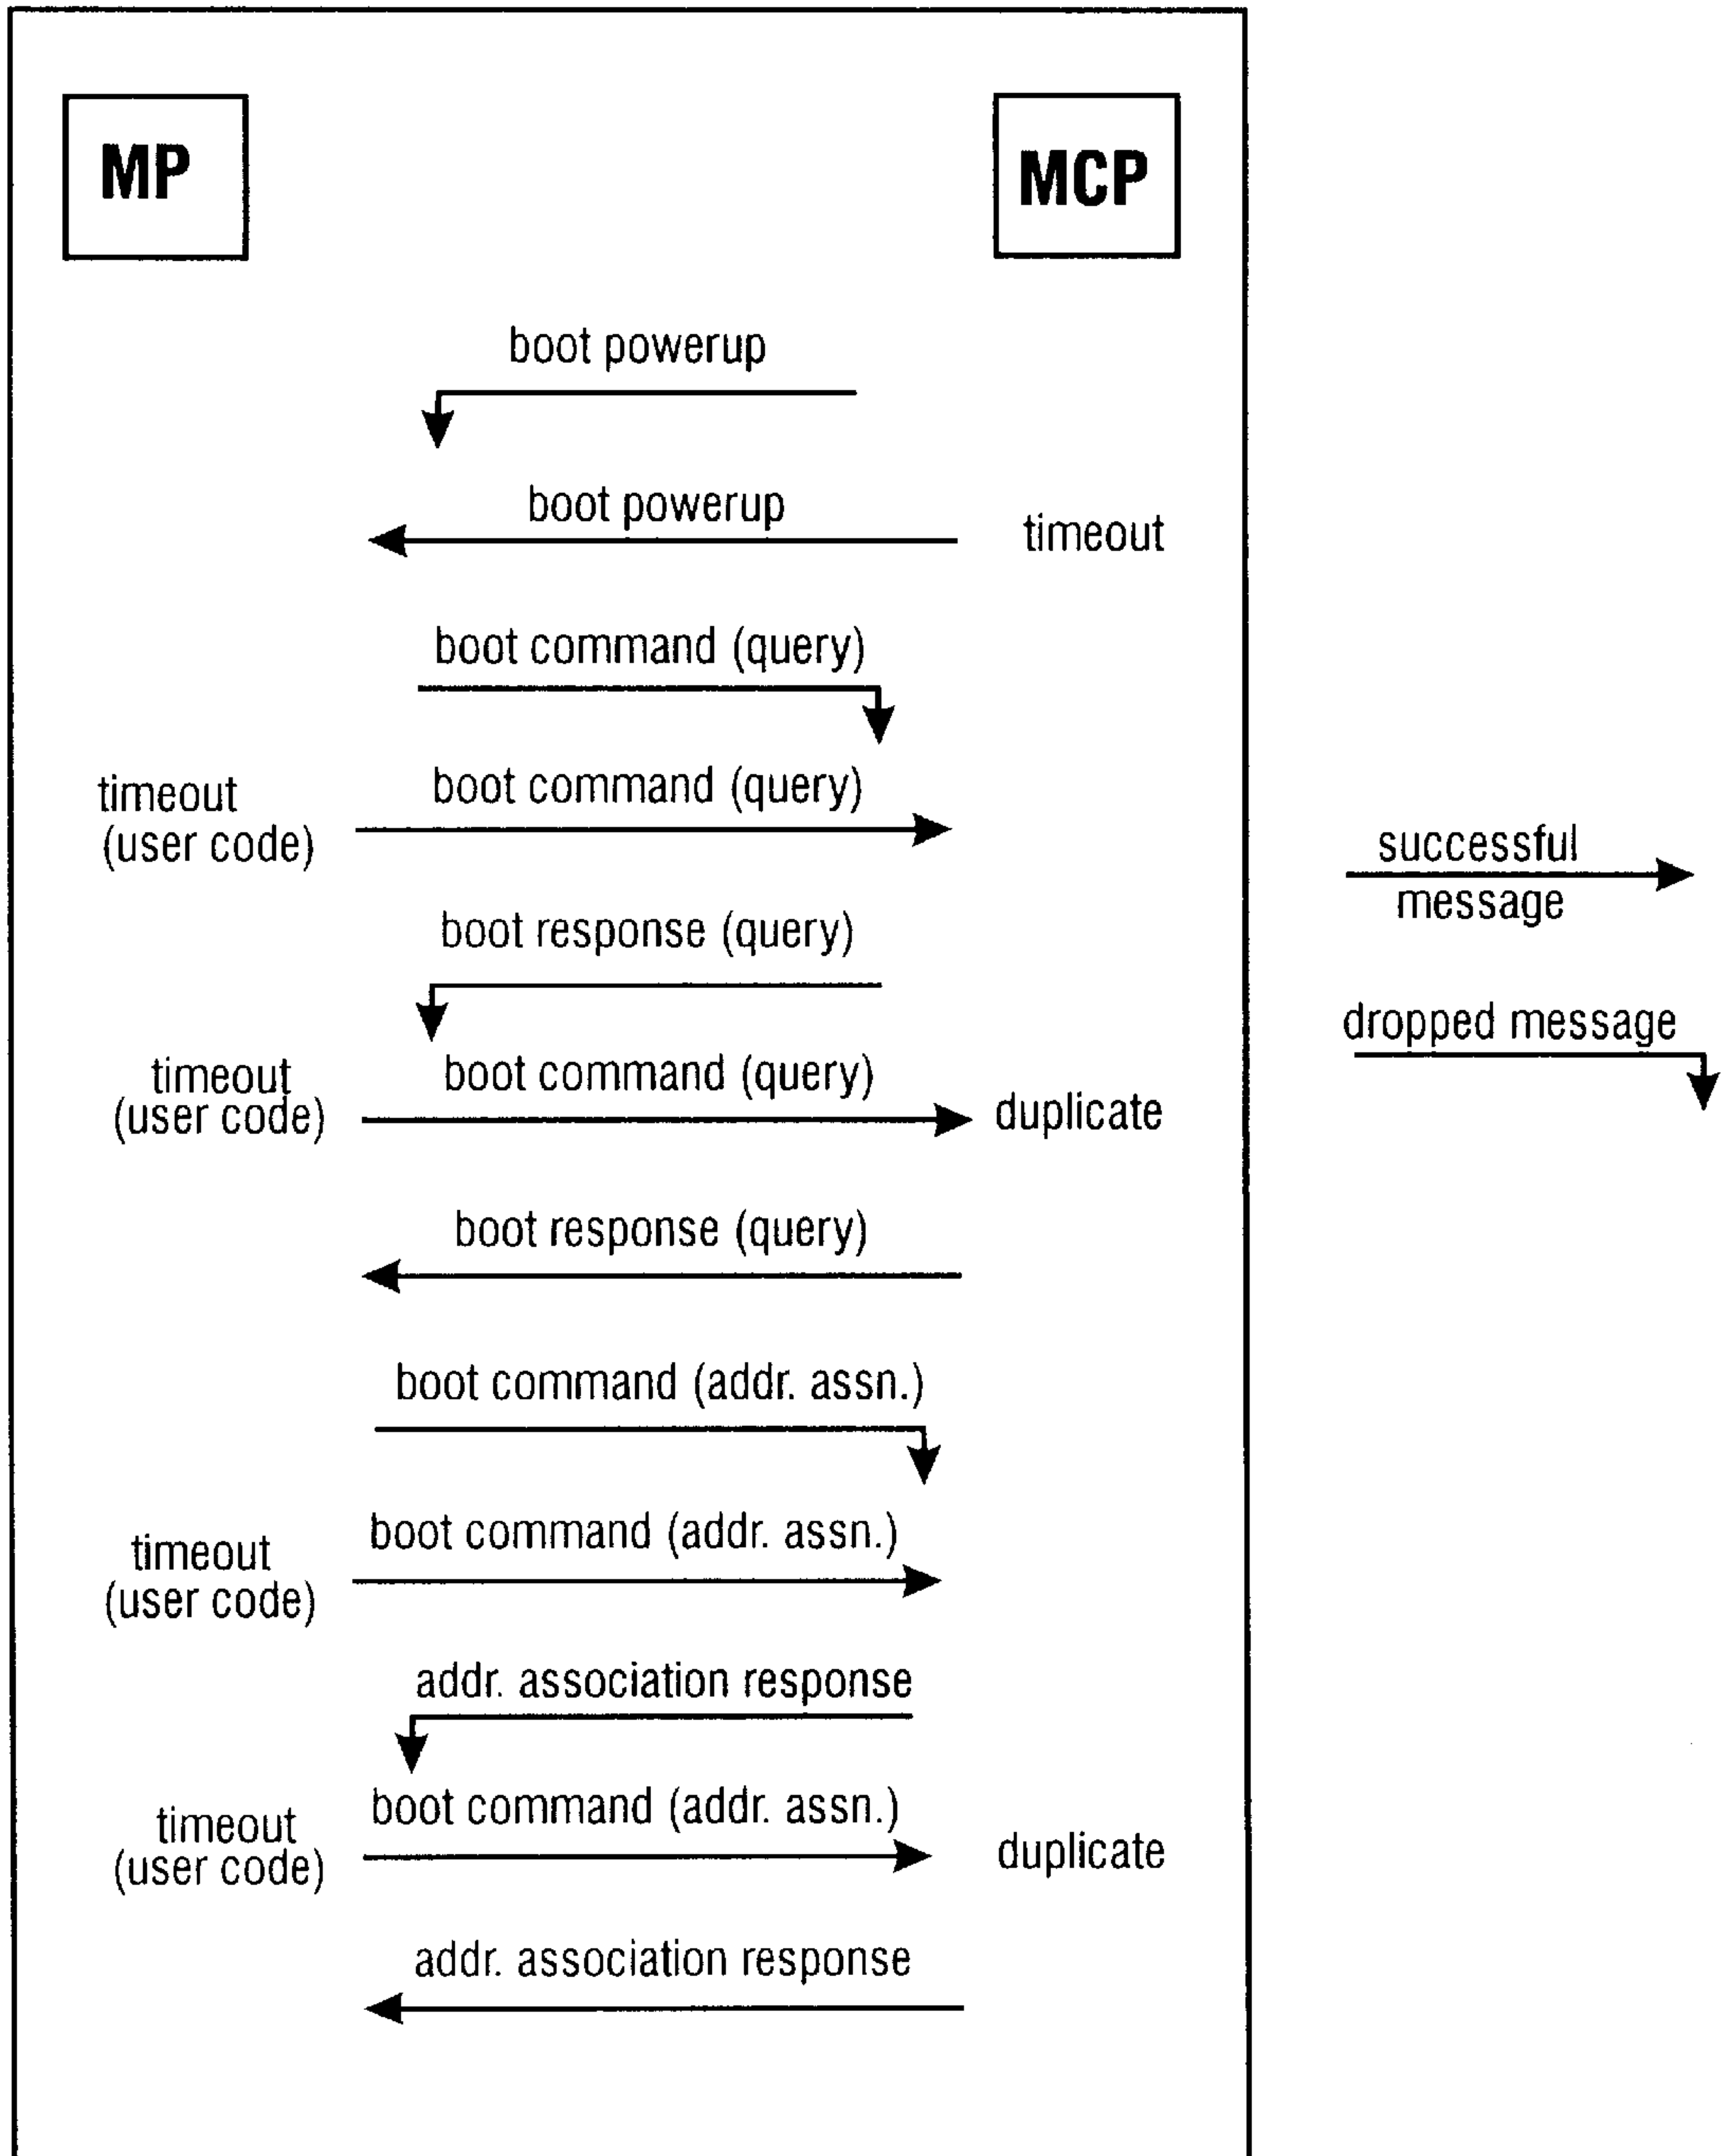 MP
MCP
boot powerup
boot powerup
timeout
boot command (query)
timeout
(user code)
boot command (query)
boot response (query)
timeout
(user code)
boot command (query)
duplicate
boot response (query)
boot command (addr. assn.)
timeout
(user code)
boot command (addr. assn.)
addr. association response
timeout
(user code)
boot command (addr. assn.)
duplicate
addr. association response
successful
message
dropped message